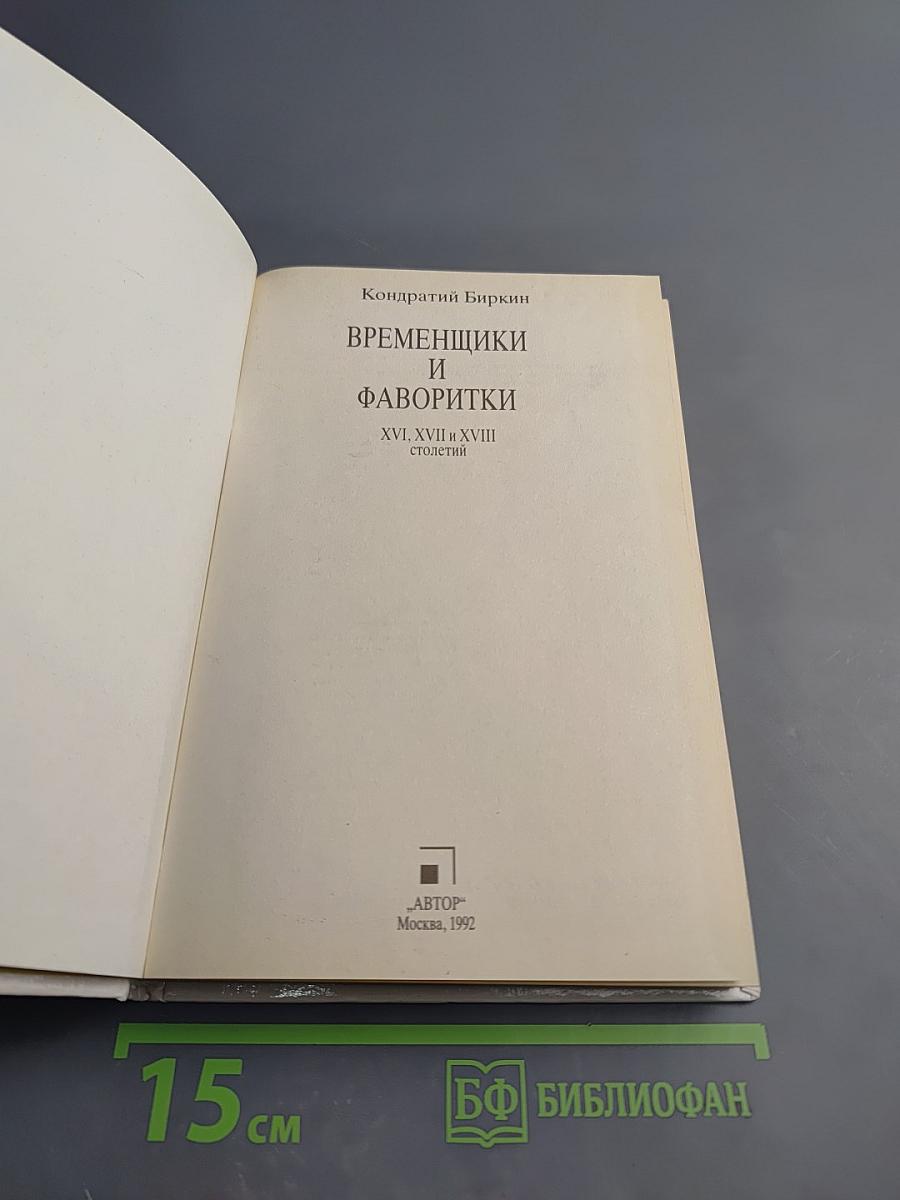 Кондратий Биркин
ВРЕМЕНЩИКИ
И
ФАВОРИТКИ
XVI, XVII и XVIII
столетий
„АВТОР“
Москва, 1992
15 см
БФ БИБЛИОФАН